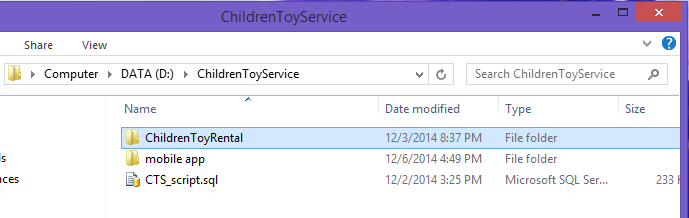 ChildrenToyService
Share View
Computer DATA (D:) ChildrenToyService Search ChildrenToyService
Name Date modified Type Size
ChildrenToyRental 12/3/2014 8:37 PM File folder
mobile app 12/6/2014 4:49 PM File folder
CTS_script.sql 12/2/2014 3:25 PM Microsoft SQL Ser... 233 K